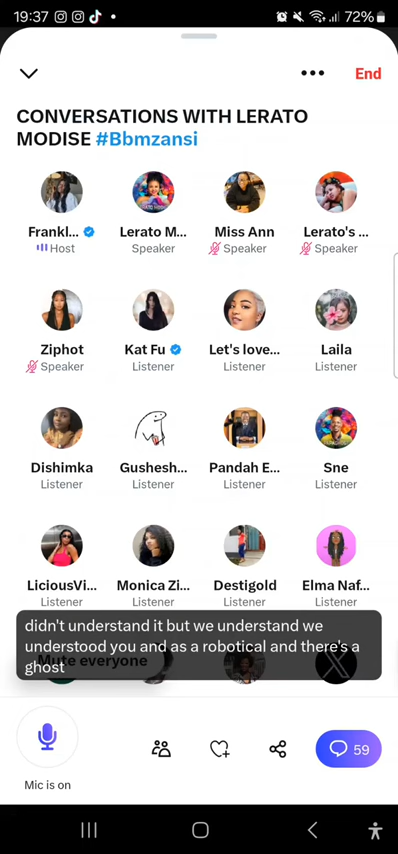 19:37
72%
End
CONVERSATIONS WITH LERATO
MODISE #Bbmzansi
Frankl... Lerato M... Miss Ann Lerato's ...
Host Speaker Speaker Speaker
Ziphot Kat Fu Let's love... Laila
Speaker Listener Listener Listener
Dishimka Gushesh... Pandah E... Sne
Listener Listener Listener Listener
LiciousVi... Monica Zi... Destigold Elma Naf...
Listener Listener Listener Listener
didn't understand it but we understand we
understood you and as a robotical and there's a
ghost
Mute everyone
59
Mic is on